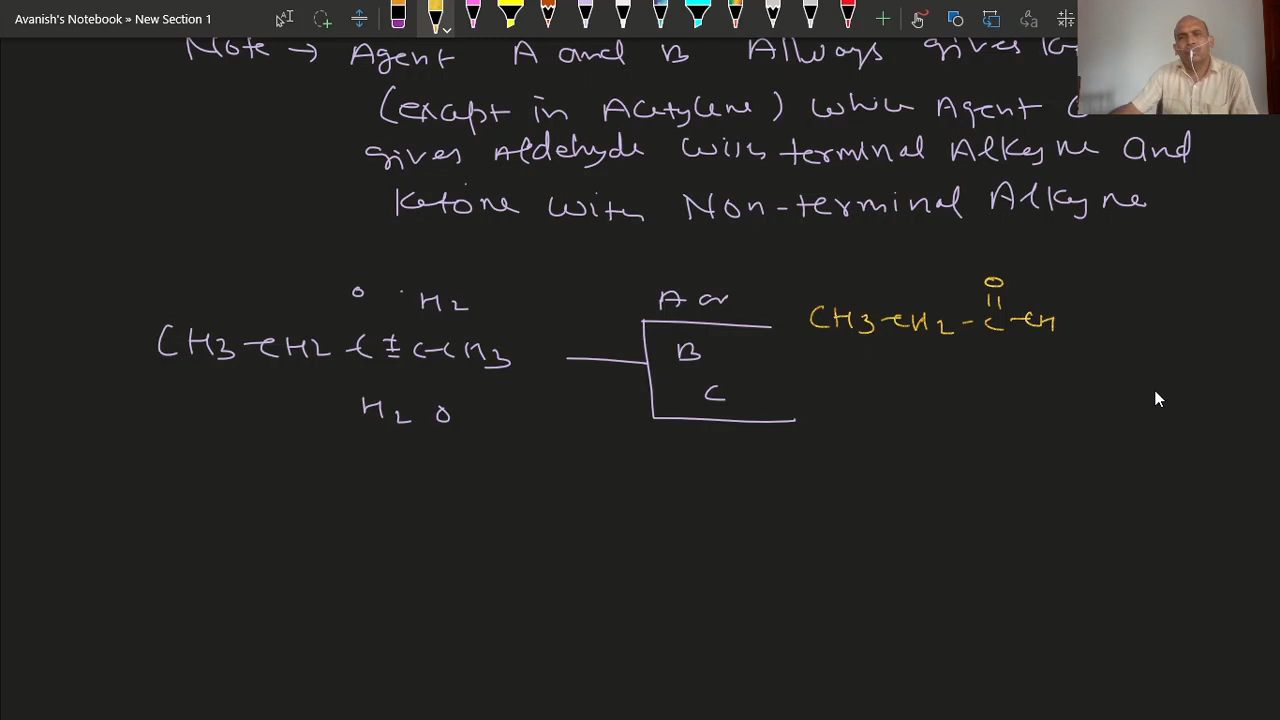 Avanish's Notebook » New Section 1
Note → Agent A and B Always gives
(except in Acetylene) while Agent
gives Aldehyde with terminal Alkyne and
Ketone with Non-terminal Alkyne
O H2
CH3-CH2-C≡C-CH3
H2 O
A or
B
C
O
CH3-CH2-C-CH